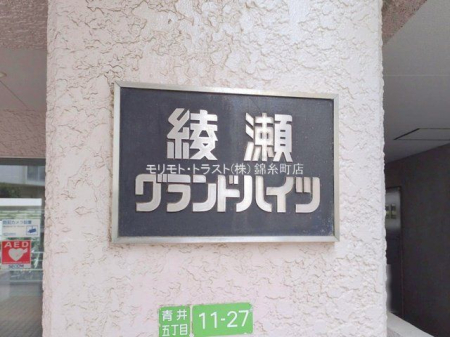 綾瀬
モリモト・トラスト(株)錦糸町店
グランドハイツ
AED
青井
五丁目
11-27